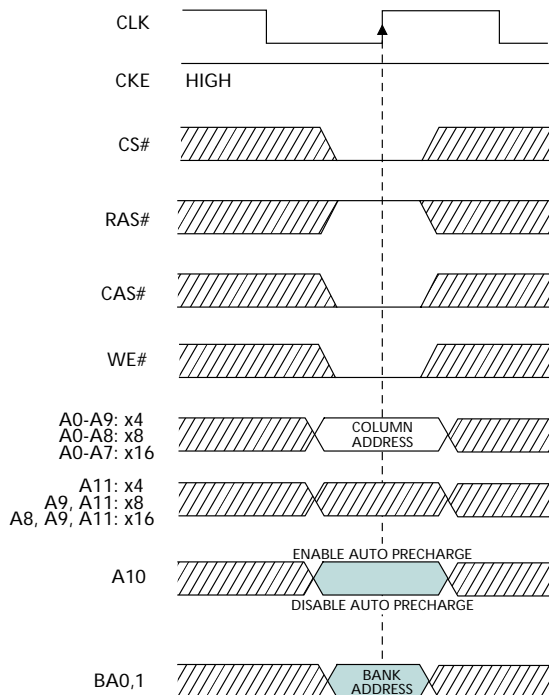 CLK
CKE HIGH
CS#
RAS#
CAS#
WE#
A0-A9: x4
A0-A8: x8
A0-A7: x16
COLUMN
ADDRESS
A11: x4
A9, A11: x8
A8, A9, A11: x16
ENABLE AUTO PRECHARGE
A10
DISABLE AUTO PRECHARGE
BA0,1
BANK
ADDRESS